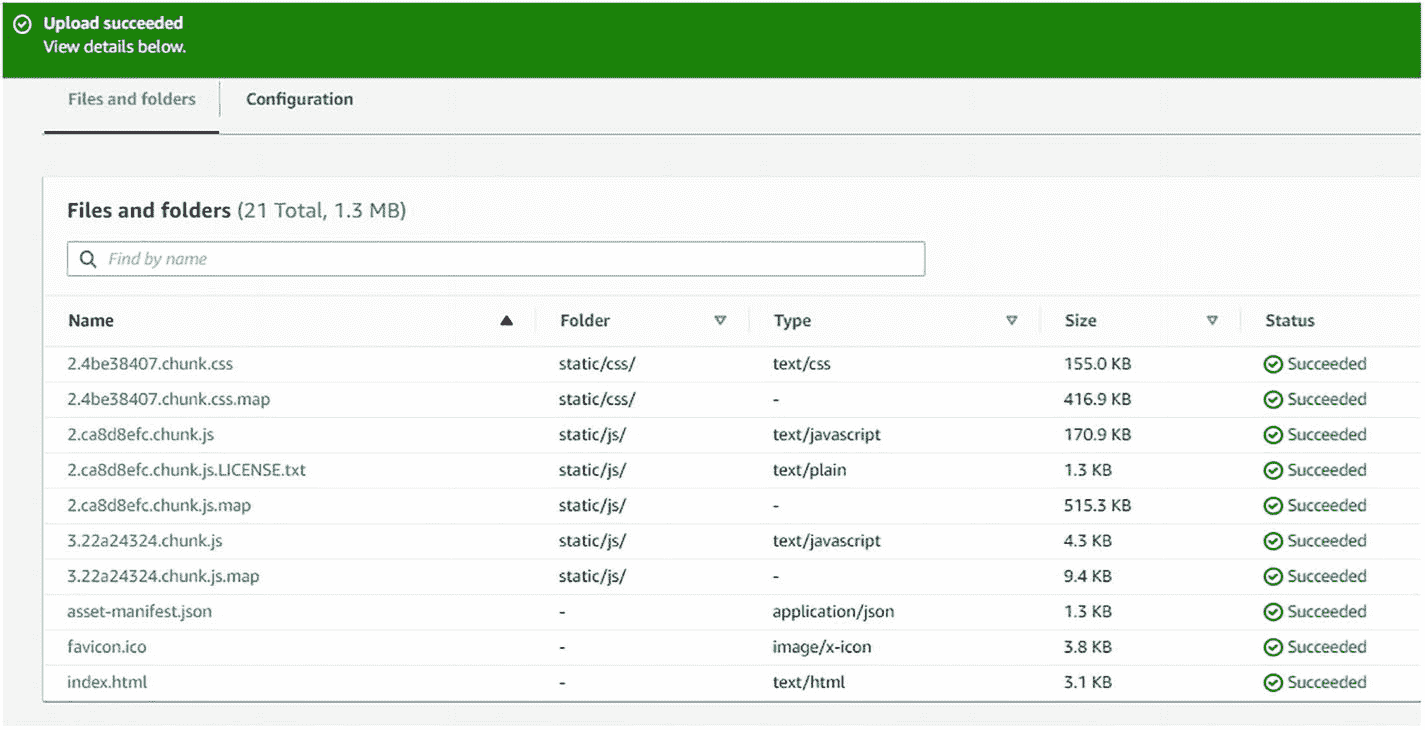 Upload succeeded
View details below.
Files and folders Configuration
Files and folders (21 Total, 1.3 MB)
Find by name
Name Folder Type Size Status
2.4be38407.chunk.css static/css/ text/css 155.0 KB Succeeded
2.4be38407.chunk.css.map static/css/ - 416.9 KB Succeeded
2.ca8d8efc.chunk.js static/js/ text/javascript 170.9 KB Succeeded
2.ca8d8efc.chunk.js.LICENSE.txt static/js/ text/plain 1.3 KB Succeeded
2.ca8d8efc.chunk.js.map static/js/ - 515.3 KB Succeeded
3.22a24324.chunk.js static/js/ text/javascript 4.3 KB Succeeded
3.22a24324.chunk.js.map static/js/ - 9.4 KB Succeeded
asset-manifest.json - application/json 1.3 KB Succeeded
favicon.ico - image/x-icon 3.8 KB Succeeded
index.html - text/html 3.1 KB Succeeded